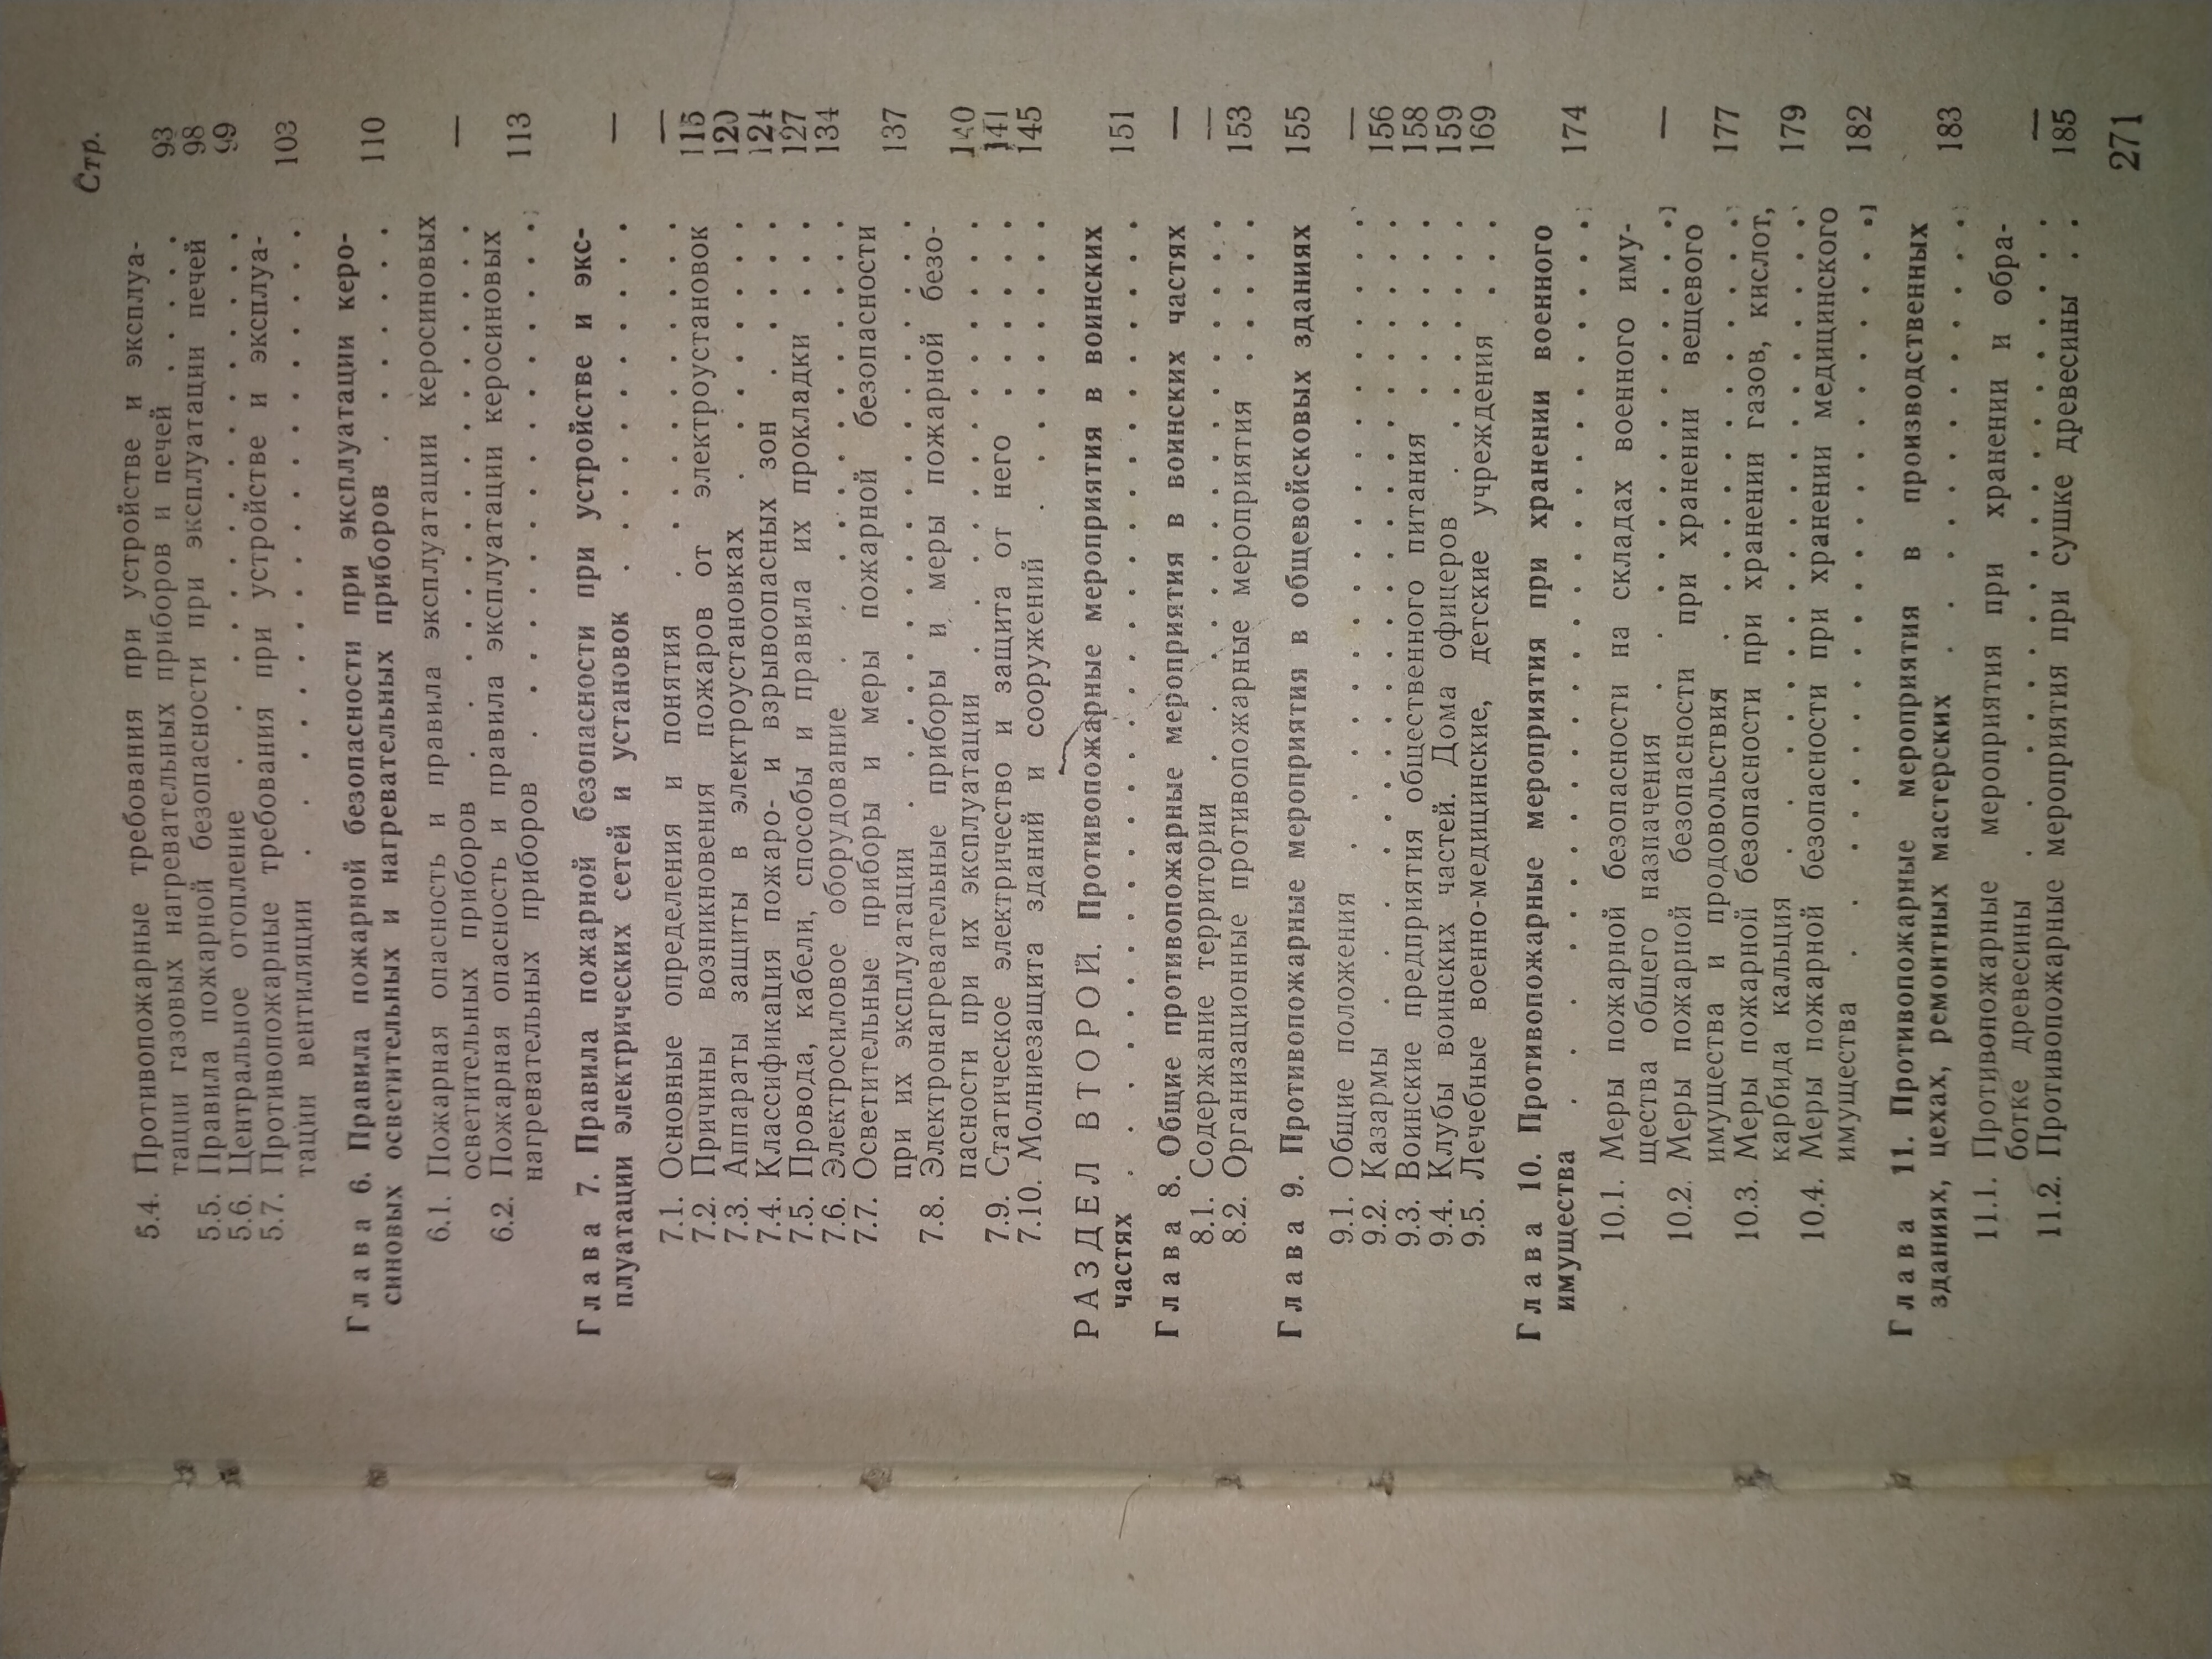 Стр.
5.4. Противопожарные требования при устройстве и эксплуа-
тации газовых нагревательных приборов и печей . . . . 93
5.5. Правила пожарной безопасности при эксплуатации печей 98
5.6. Центральное отопление . . . . . . . . . . . . . 99
5.7. Противопожарные требования при устройстве и эксплуа-
тации вентиляции . . . . . . . . . . . . . . 103
Глава 6. Правила пожарной безопасности при эксплуатации керо-
синовых осветительных и нагревательных приборов . . . . . . 110
6.1. Пожарная опасность и правила эксплуатации керосиновых
осветительных приборов . . . . . . . . . . . . —
6.2. Пожарная опасность и правила эксплуатации керосиновых
нагревательных приборов . . . . . . . . . . . . 113
Глава 7. Правила пожарной безопасности при устройстве и экс-
плуатации электрических сетей и установок . . . . . . . . —
7.1. Основные определения и понятия . . . . . . . . . —
7.2. Причины возникновения пожаров от электроустановок 115
7.3. Аппараты защиты в электроустановках . . . . . . 120
7.4. Классификация пожаро- и взрывоопасных зон . . . . 121
7.5. Провода, кабели, способы и правила их прокладки . . . 127
7.6. Электросиловое оборудование . . . . . . . . . . 134
7.7. Осветительные приборы и меры пожарной безопасности
при их эксплуатации . . . . . . . . . . . . . 137
7.8. Электронагревательные приборы и меры пожарной безо-
пасности при их эксплуатации . . . . . . . . . . 140
7.9. Статическое электричество и защита от него . . . . . 141
7.10. Молниезащита зданий и сооружений . . . . . . . . 145
РАЗДЕЛ ВТОРОЙ. Противопожарные мероприятия в воинских
частях . . . . . . . . . . . . . . . . . . . 151
Глава 8. Общие противопожарные мероприятия в воинских частях —
8.1. Содержание территории . . . . . . . . . . . . —
8.2. Организационные противопожарные мероприятия . . . . 153
Глава 9. Противопожарные мероприятия в общевойсковых зданиях 155
9.1. Общие положения . . . . . . . . . . . . . . —
9.2. Казармы . . . . . . . . . . . . . . . . . 156
9.3. Воинские предприятия общественного питания . . . . . 158
9.4. Клубы воинских частей. Дома офицеров . . . . . . 159
9.5. Лечебные военно-медицинские, детские учреждения . . . 169
Глава 10. Противопожарные мероприятия при хранении военного
имущества . . . . . . . . . . . . . . . . . . 174
10.1. Меры пожарной безопасности на складах военного иму-
щества общего назначения . . . . . . . . . . . —
10.2. Меры пожарной безопасности при хранении вещевого
имущества и продовольствия . . . . . . . . . . 177
10.3. Меры пожарной безопасности при хранении газов, кислот,
карбида кальция . . . . . . . . . . . . . . 179
10.4. Меры пожарной безопасности при хранении медицинского
имущества . . . . . . . . . . . . . . . . 182
Глава 11. Противопожарные мероприятия в производственных
зданиях, цехах, ремонтных мастерских . . . . . . . . . . 183
11.1. Противопожарные мероприятия при хранении и обра-
ботке древесины . . . . . . . . . . . . . . —
11.2. Противопожарные мероприятия при сушке древесины . . . 185
271